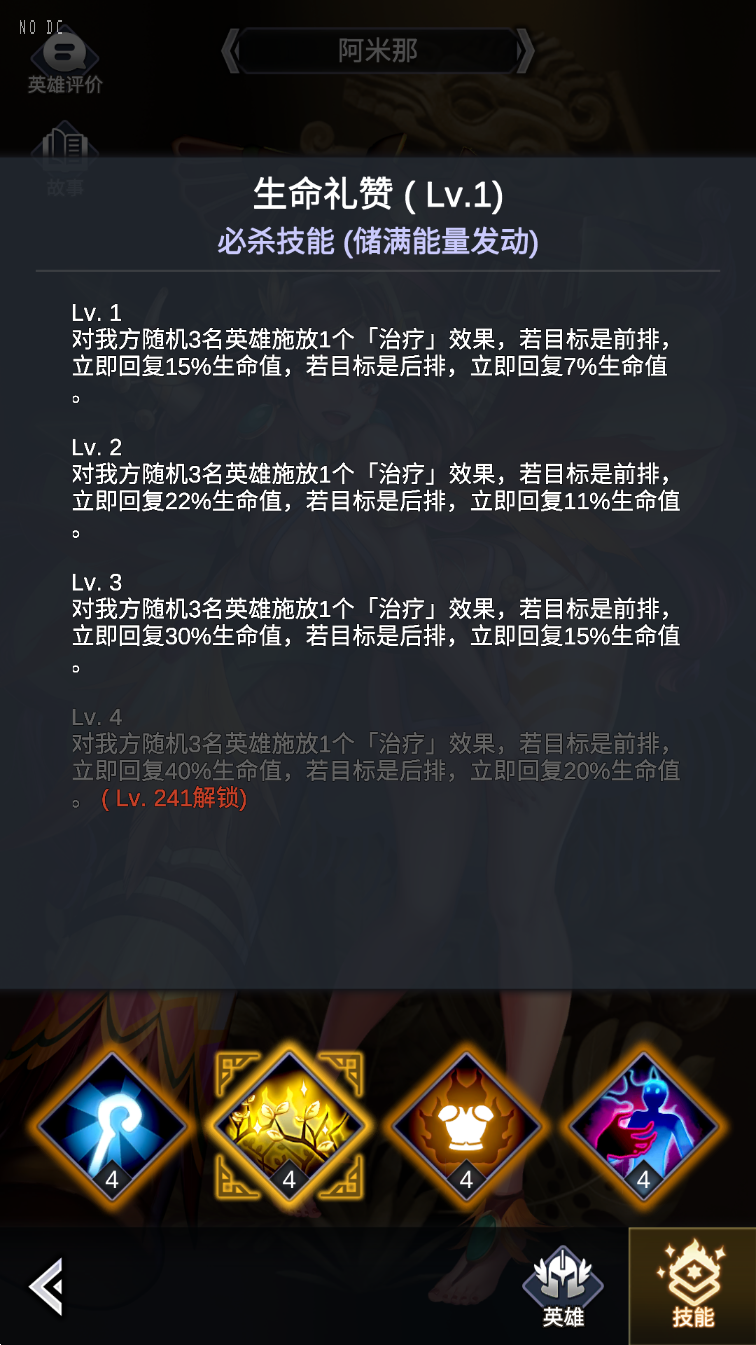 NO DC
阿米那
英雄评价
故事
生命礼赞 ( Lv.1)
必杀技能 (储满能量发动)
Lv. 1
对我方随机3名英雄施放1个「治疗」效果，若目标是前排，
立即回复15%生命值，若目标是后排，立即回复7%生命值
。
Lv. 2
对我方随机3名英雄施放1个「治疗」效果，若目标是前排，
立即回复22%生命值，若目标是后排，立即回复11%生命值
。
Lv. 3
对我方随机3名英雄施放1个「治疗」效果，若目标是前排，
立即回复30%生命值，若目标是后排，立即回复15%生命值
。
Lv. 4
对我方随机3名英雄施放1个「治疗」效果，若目标是前排，
立即回复40%生命值，若目标是后排，立即回复20%生命值
。 ( Lv. 241解锁)
4 4 4 4
英雄 技能